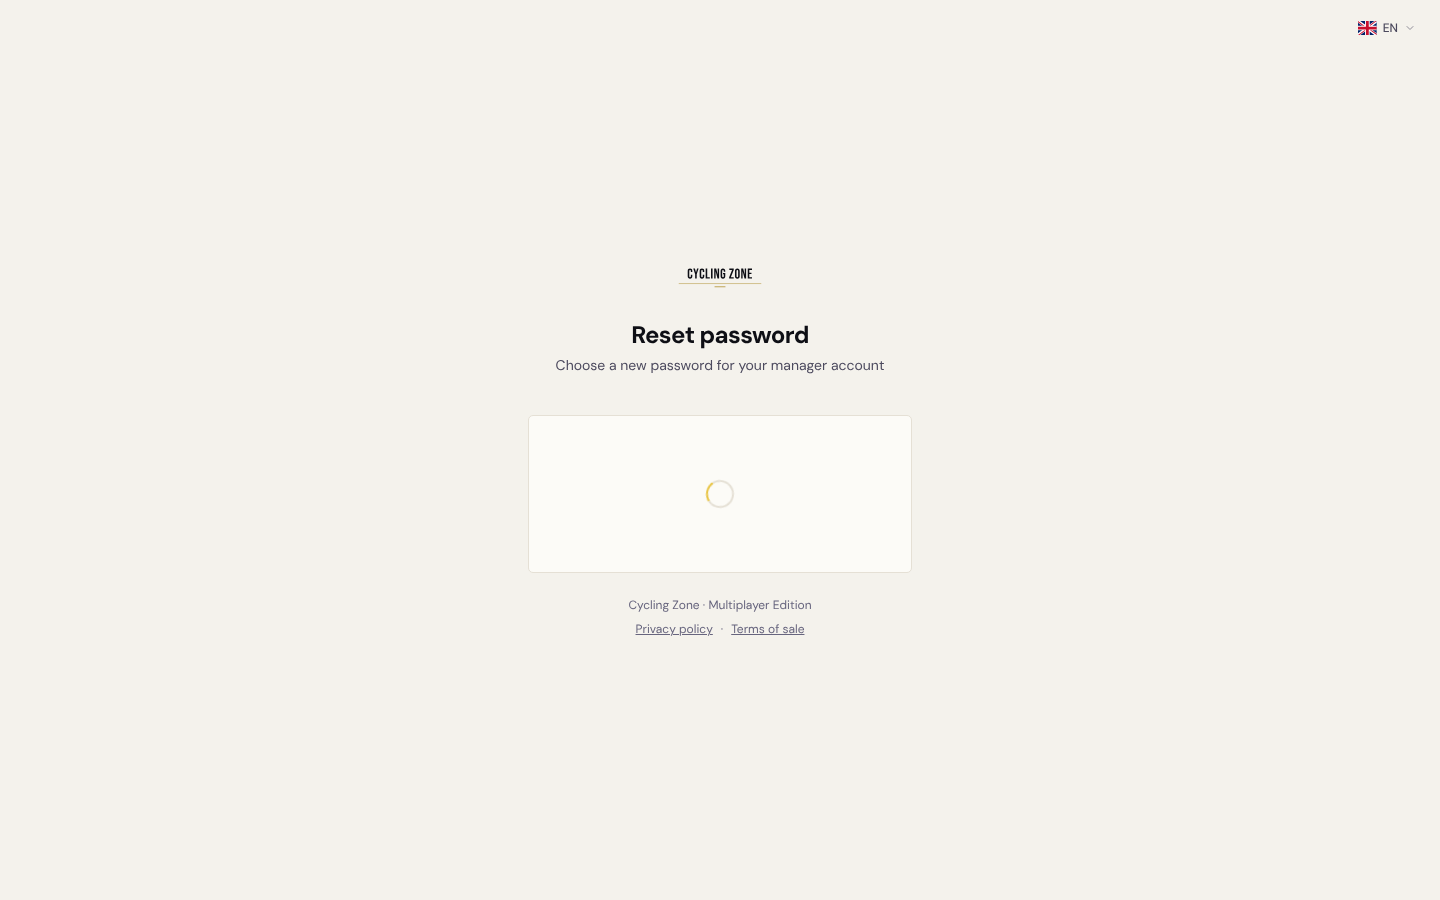 EN
CYCLING ZONE
Reset password
Choose a new password for your manager account
Cycling Zone · Multiplayer Edition
Privacy policy · Terms of sale